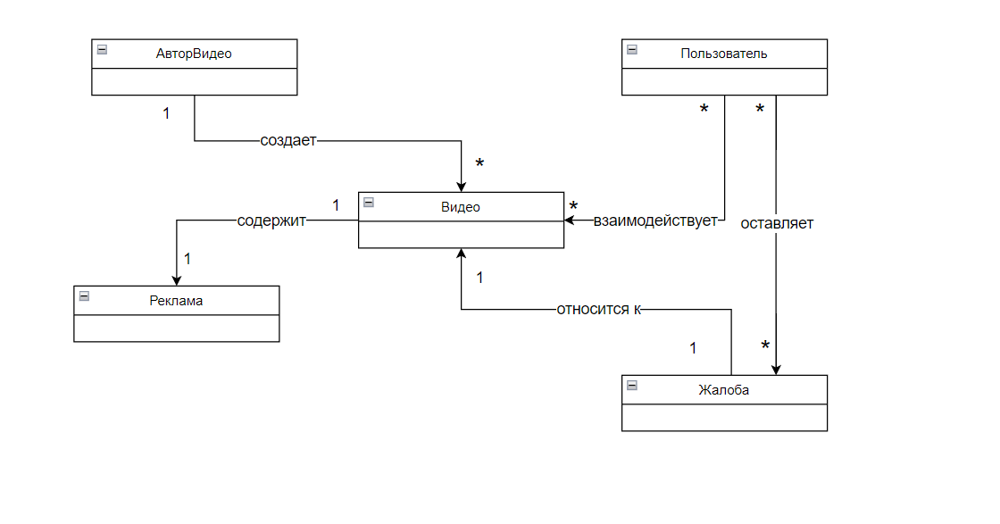 АвторВидео
Пользователь
1
*
*
создает
*
1
Видео
*
содержит
взаимодействует
оставляет
1
1
Реклама
относится к
1
*
Жалоба